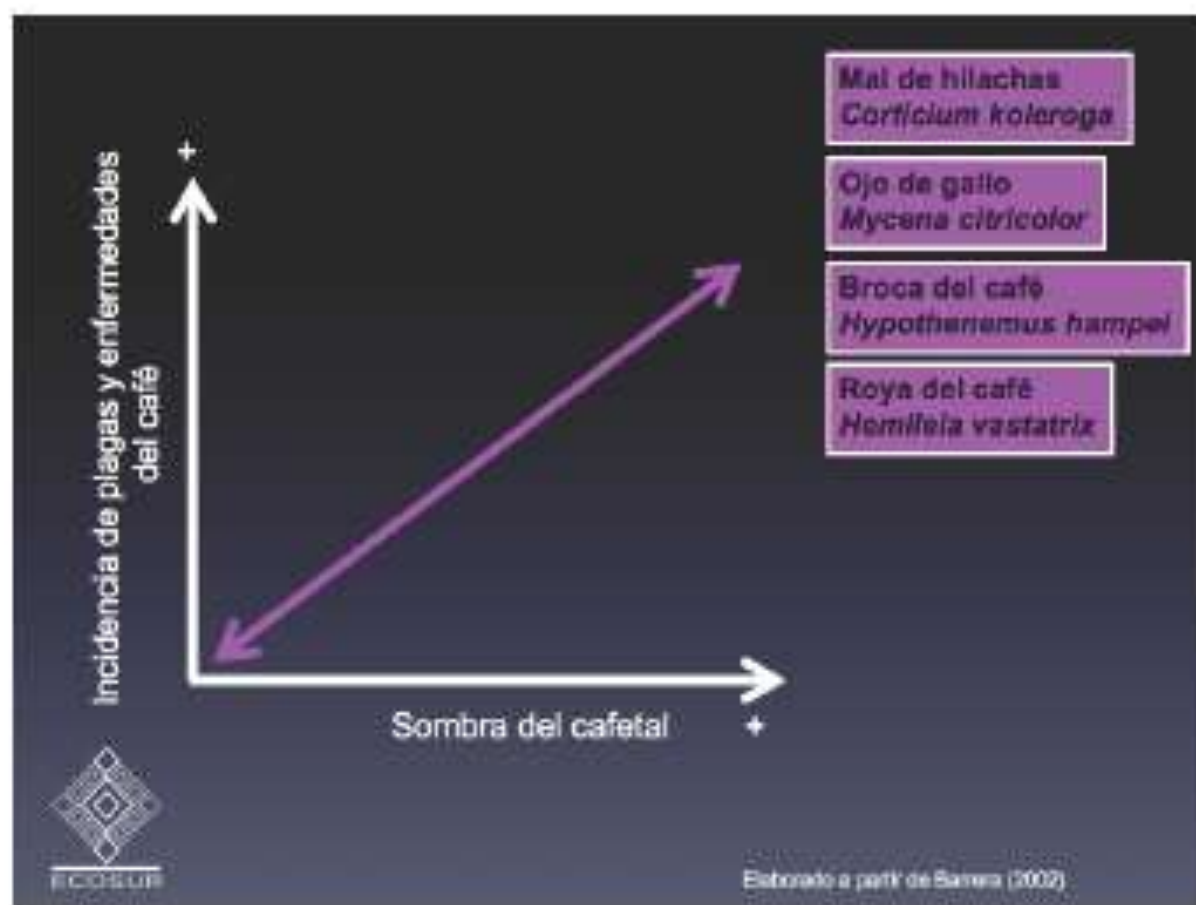 Mal de hilachas
Corticium koleroga
Ojo de gallo
Mycena citricolor
Broca del café
Hypothenemus hampei
Roya del café
Hemileia vastatrix
+
Incidencia de plagas y enfermedades
del café
Sombra del cafetal +
ECOSUR
Elaborado a partir de Barrera (2002)